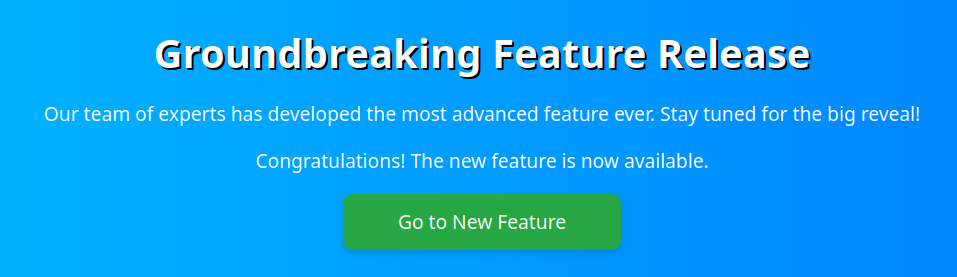 Groundbreaking Feature Release
Our team of experts has developed the most advanced feature ever. Stay tuned for the big reveal!
Congratulations! The new feature is now available.
Go to New Feature